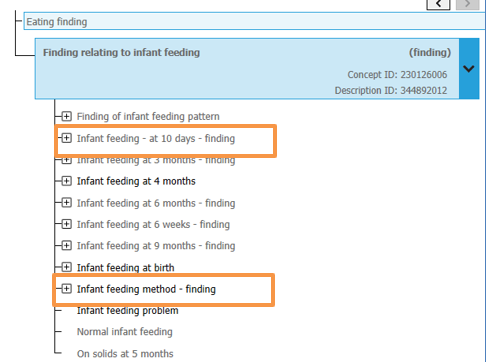 Eating finding
Finding relating to infant feeding (finding)
Concept ID: 230126006
Description ID: 344892012
Finding of infant feeding pattern
Infant feeding - at 10 days - finding
Infant feeding at 3 months - finding
Infant feeding at 4 months
Infant feeding at 6 months - finding
Infant feeding at 6 weeks - finding
Infant feeding at 9 months - finding
Infant feeding at birth
Infant feeding method - finding
Infant feeding problem
Normal infant feeding
On solids at 5 months